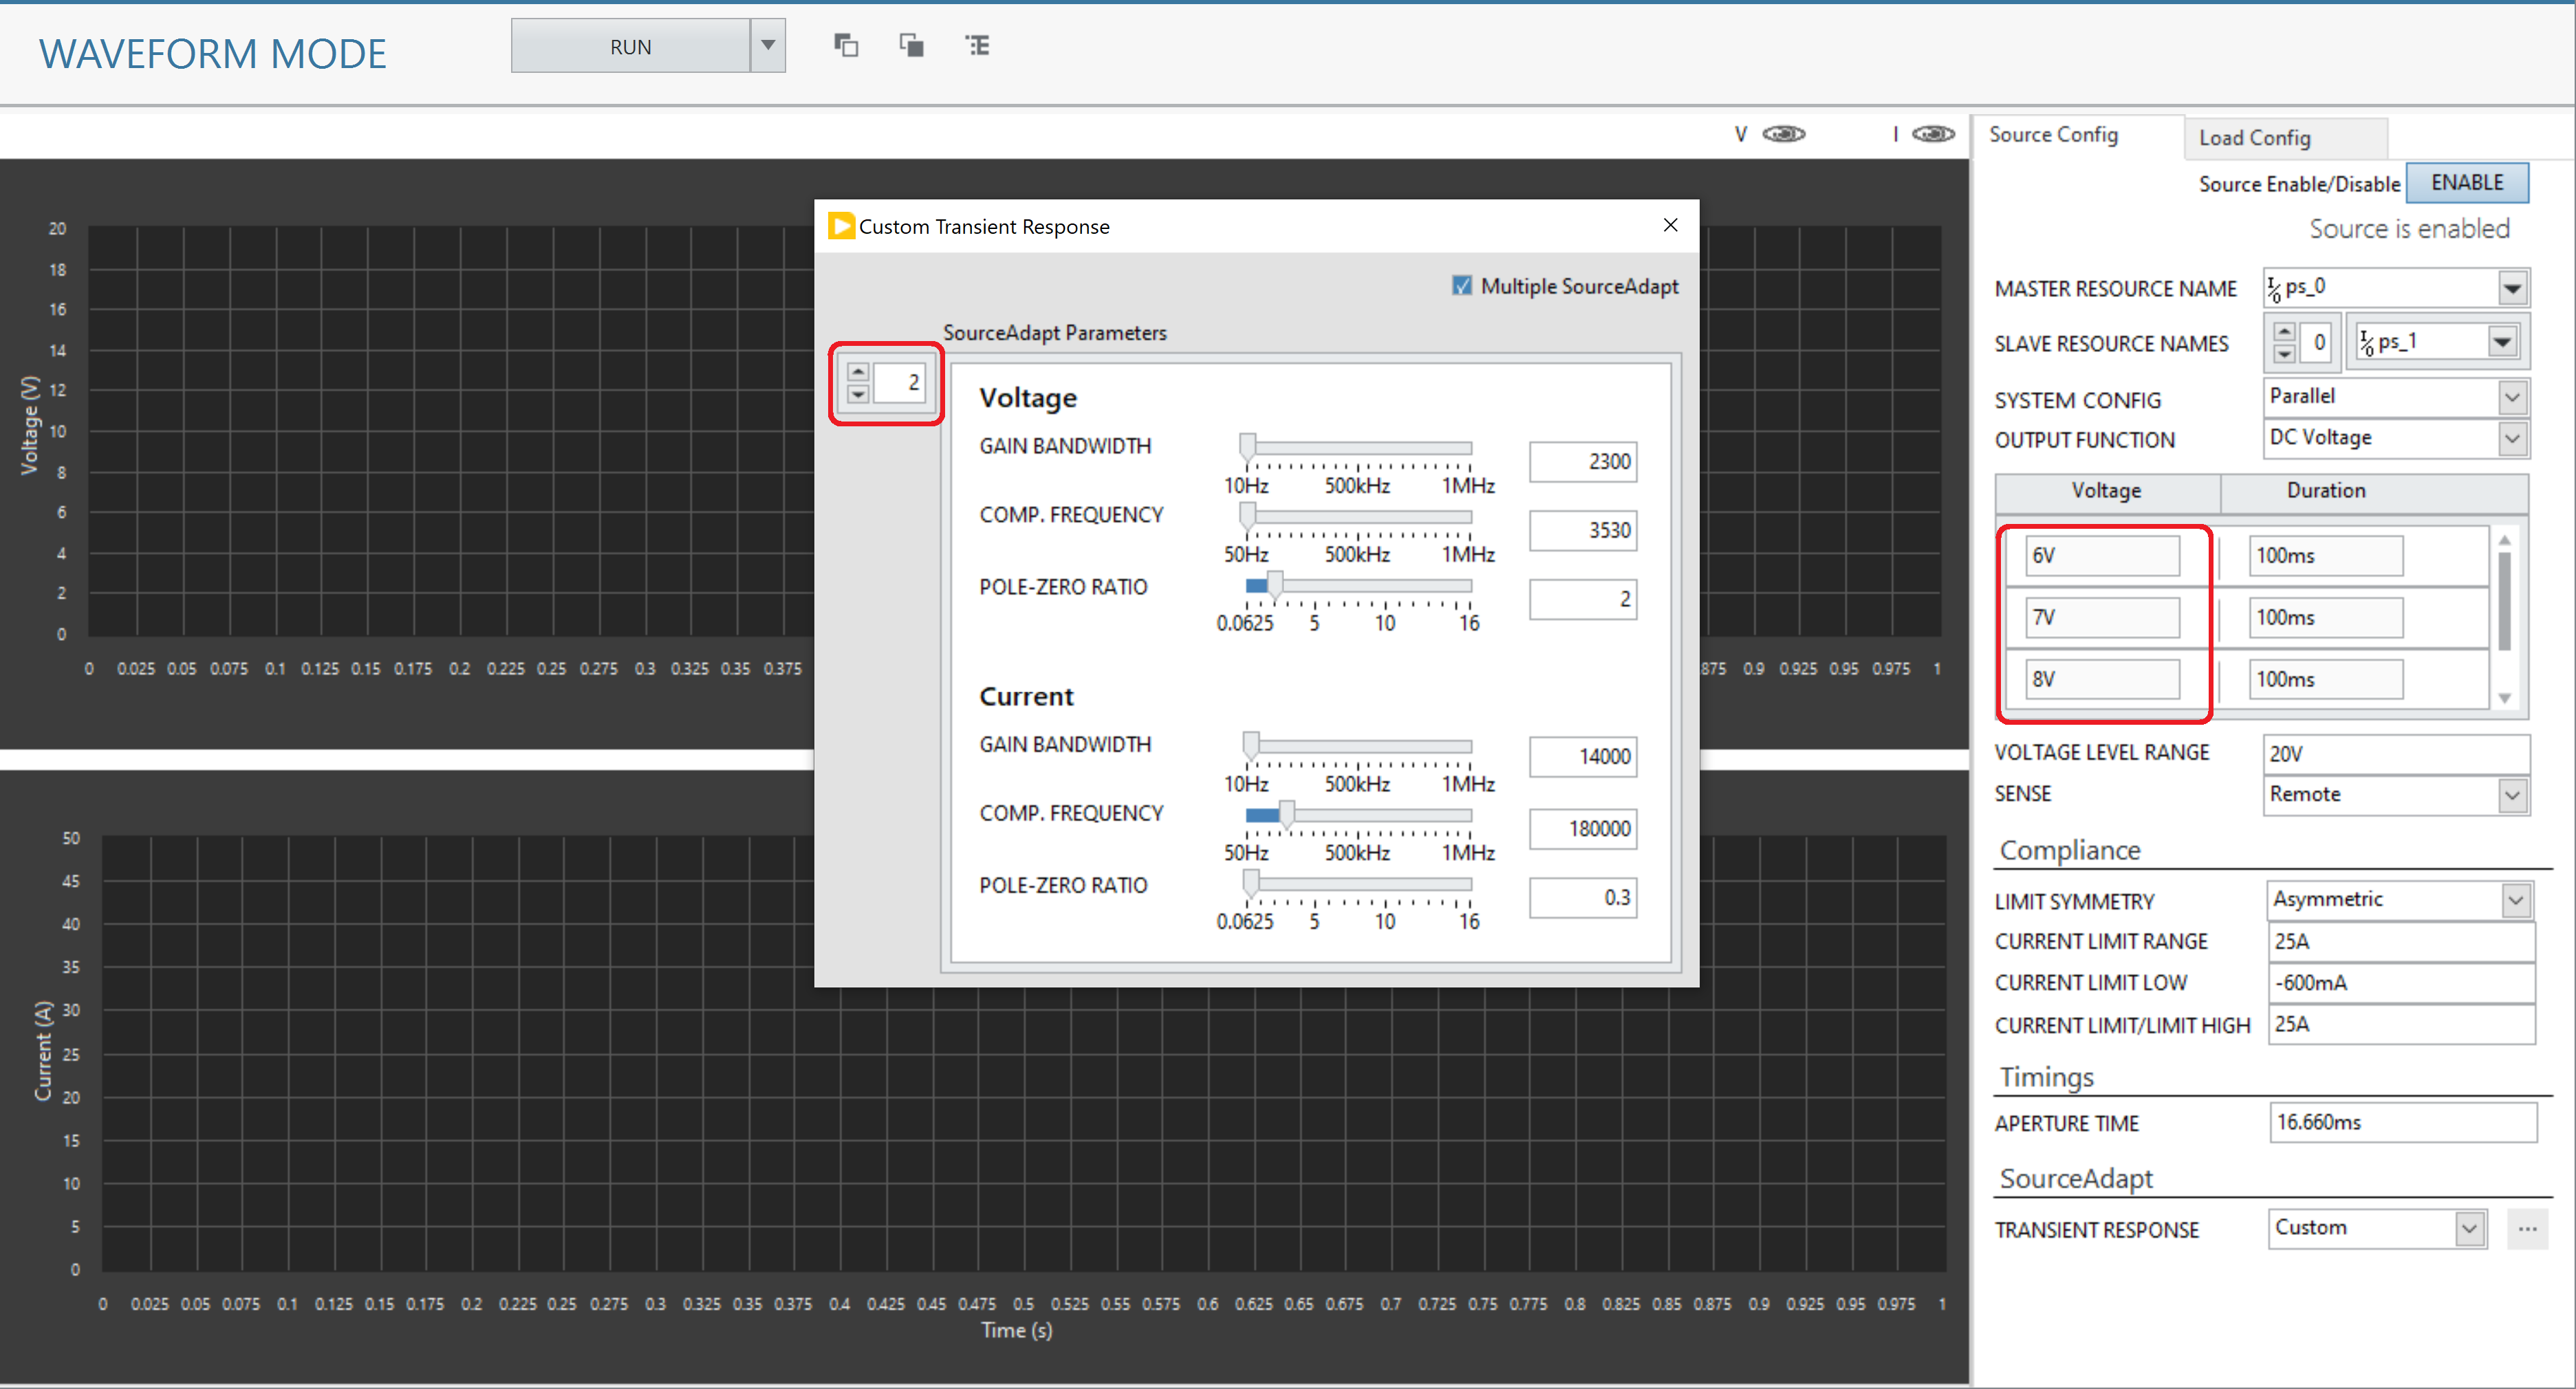 WAVEFORM MODE
RUN
V
I
Source Config
Load Config
Source Enable/Disable
ENABLE
Source is enabled
MASTER RESOURCE NAME
I/O ps_0
SLAVE RESOURCE NAMES
0
I/O ps_1
SYSTEM CONFIG
Parallel
OUTPUT FUNCTION
DC Voltage
Voltage Duration
6V 100ms
7V 100ms
8V 100ms
VOLTAGE LEVEL RANGE
20V
SENSE
Remote
Compliance
LIMIT SYMMETRY
Asymmetric
CURRENT LIMIT RANGE
25A
CURRENT LIMIT LOW
-600mA
CURRENT LIMIT/LIMIT HIGH
25A
Timings
APERTURE TIME
16.660ms
SourceAdapt
TRANSIENT RESPONSE
Custom
...
Custom Transient Response
Multiple SourceAdapt
SourceAdapt Parameters
2
Voltage
GAIN BANDWIDTH
2300
10Hz 500kHz 1MHz
COMP. FREQUENCY
3530
50Hz 500kHz 1MHz
POLE-ZERO RATIO
2
0.0625 5 10 16
Current
GAIN BANDWIDTH
14000
10Hz 500kHz 1MHz
COMP. FREQUENCY
180000
50Hz 500kHz 1MHz
POLE-ZERO RATIO
0.3
0.0625 5 10 16
Voltage (V)
20
18
16
14
12
10
8
6
4
2
0
0 0.025 0.05 0.075 0.1 0.125 0.15 0.175 0.2 0.225 0.25 0.275 0.3 0.325 0.35 0.375
875 0.9 0.925 0.95 0.975 1
Current (A)
50
45
40
35
30
25
20
15
10
5
0
0 0.025 0.05 0.075 0.1 0.125 0.15 0.175 0.2 0.225 0.25 0.275 0.3 0.325 0.35 0.375 0.4 0.425 0.45 0.475 0.5 0.525 0.55 0.575 0.6 0.625 0.65 0.675 0.7 0.725 0.75 0.775 0.8 0.825 0.85 0.875 0.9 0.925 0.95 0.975 1
Time (s)